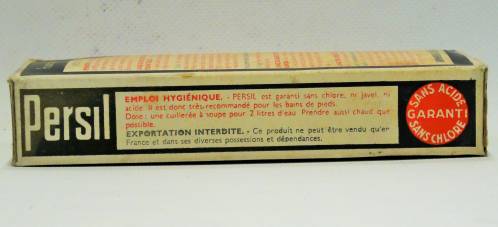 Persil
EMPLOI HYGIÉNIQUE. - PERSIL est garanti sans chlore, ni javel, ni
acide. Il est donc très recommandé pour les bains de pieds.
Dose : une cuillerée à soupe pour 2 litres d'eau. Prendre aussi chaud que
possible.
EXPORTATION INTERDITE. - Ce produit ne peut être vendu qu'en
France et dans ses diverses possessions et dépendances.
SANS ACIDE
GARANTI
SANS CHLORE